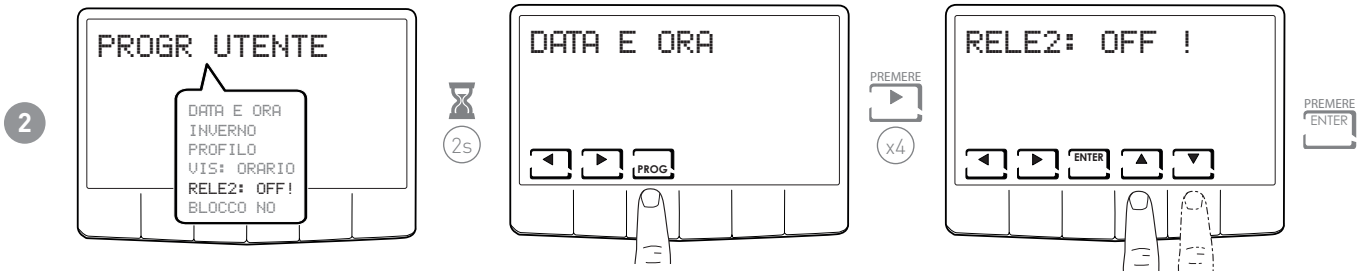 2
PROGR UTENTE
DATA E ORA
INVERNO
PROFILO
VIS: ORARIO
RELE2: OFF!
BLOCCO NO
2s
DATA E ORA
PROG
PREMERE
x4
RELE2: OFF !
ENTER
PREMERE
ENTER